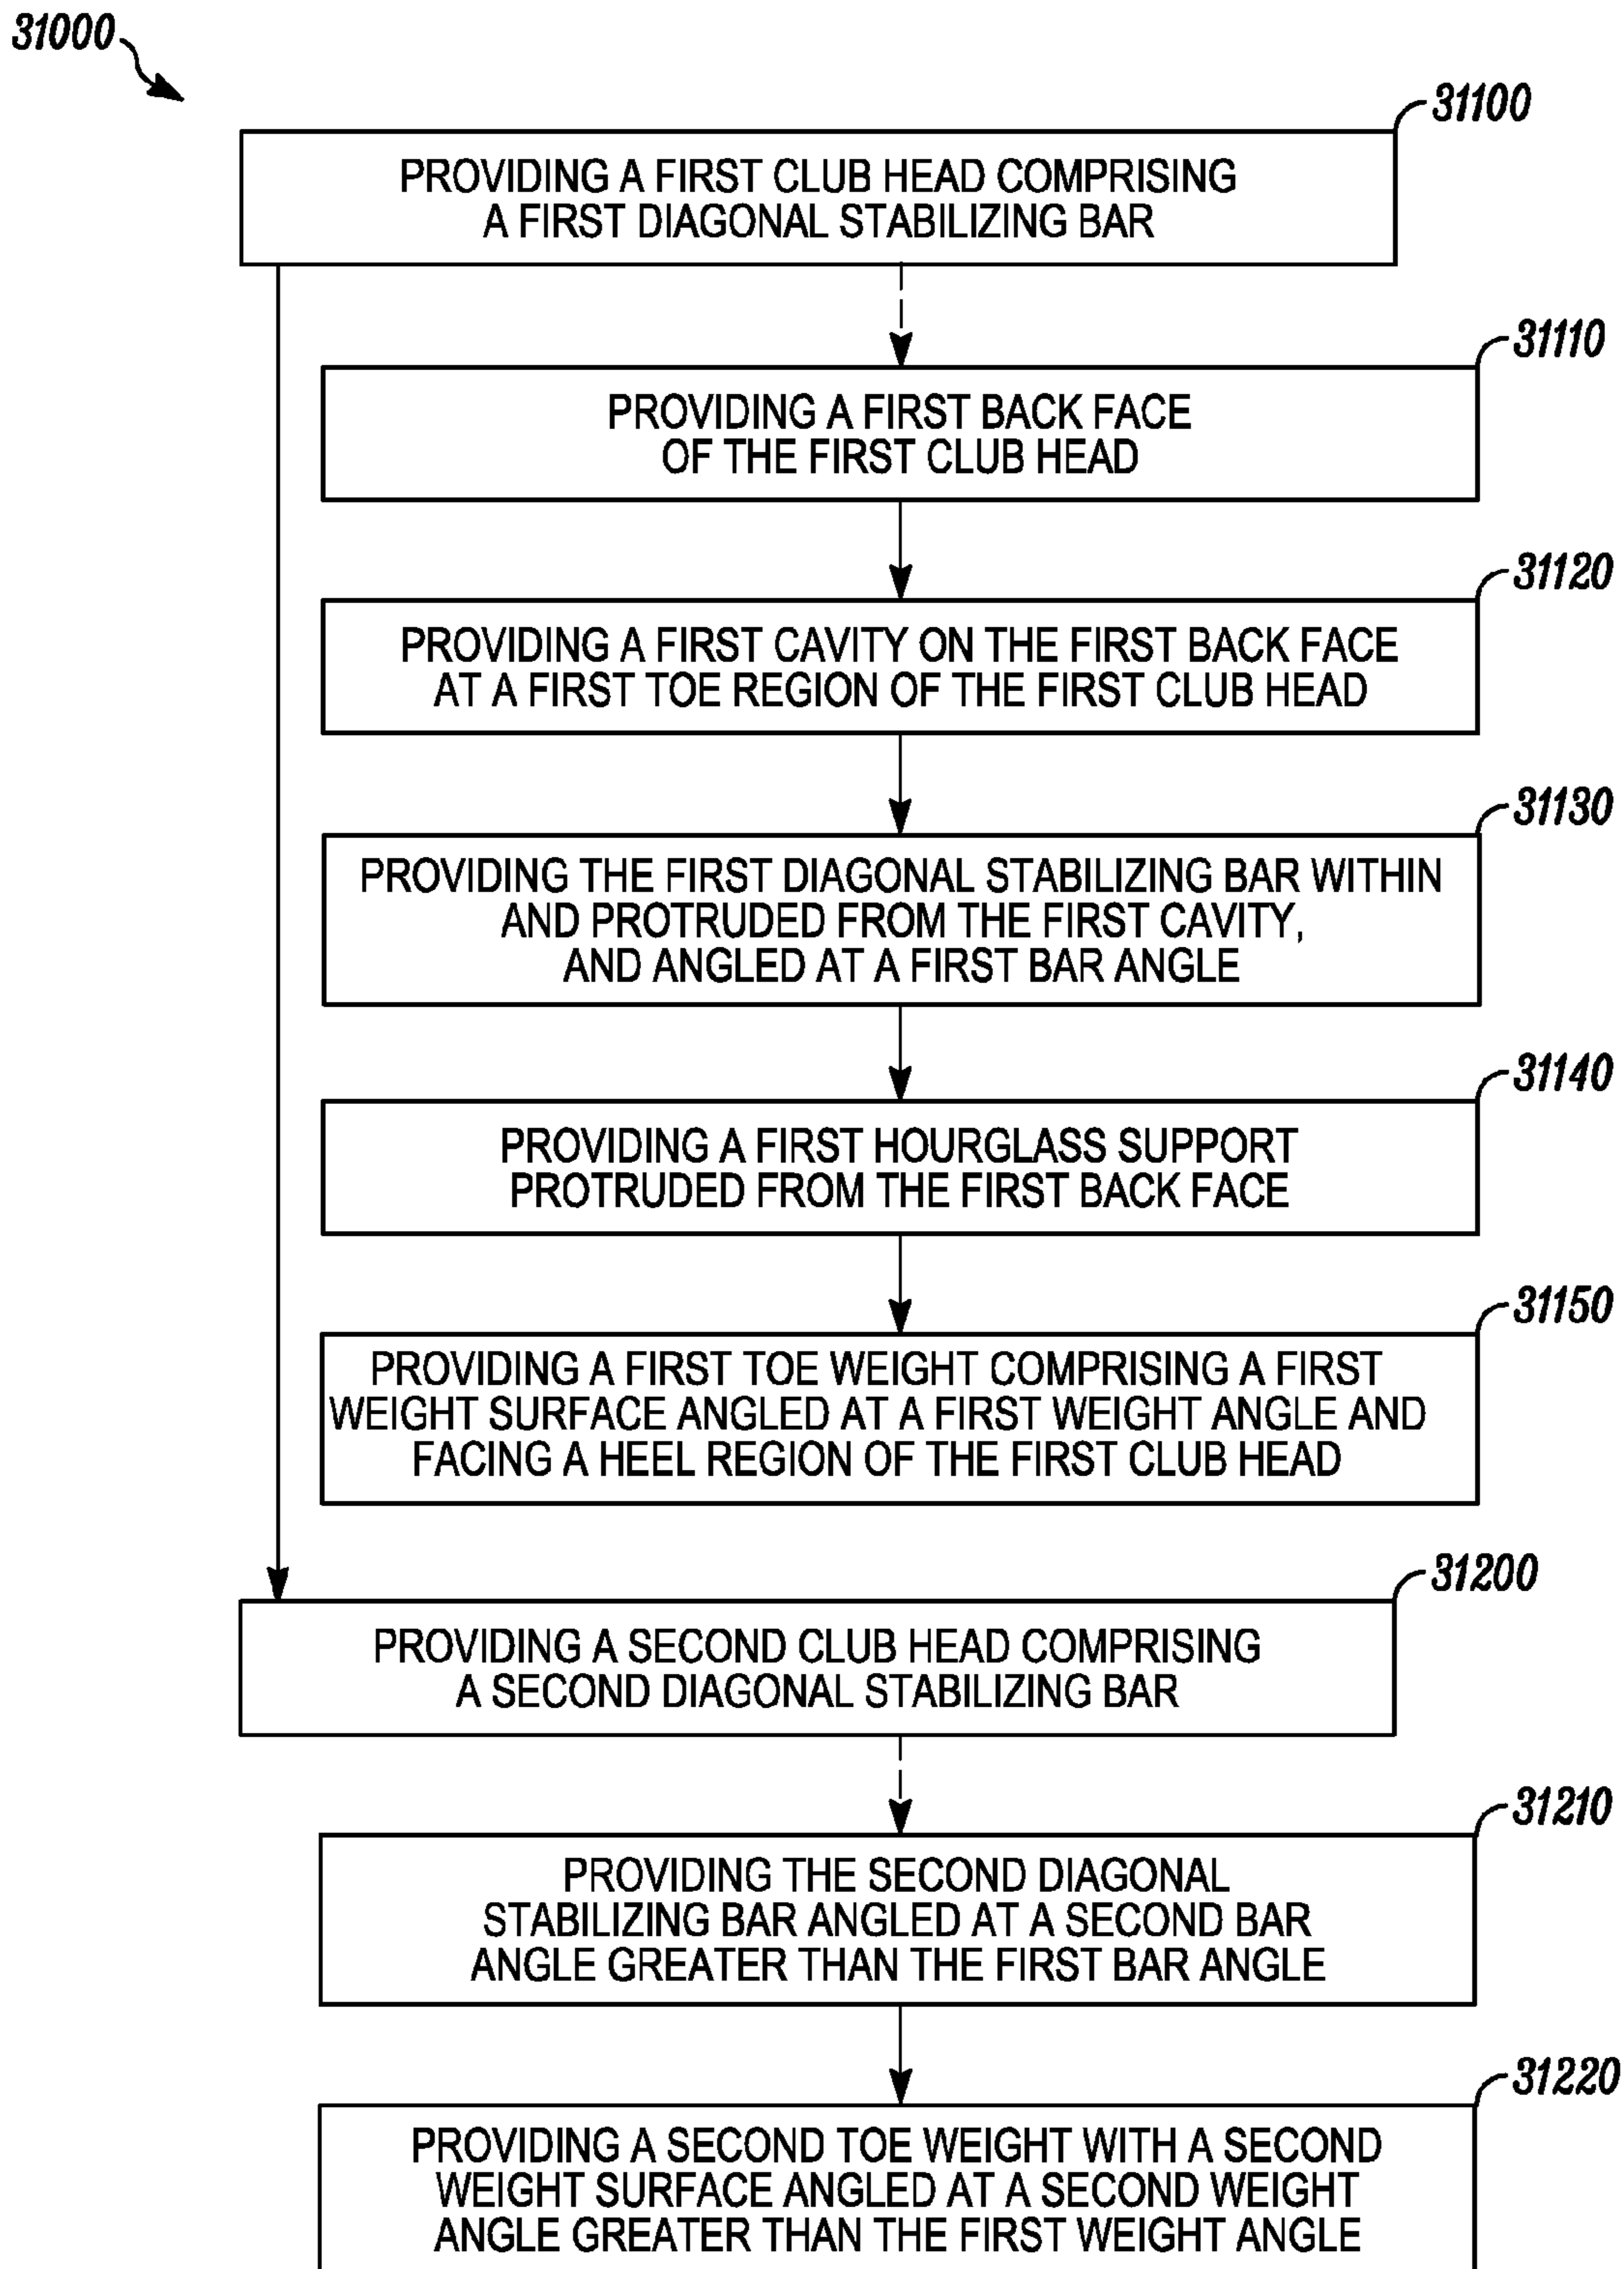 31000
31100
PROVIDING A FIRST CLUB HEAD COMPRISING
A FIRST DIAGONAL STABILIZING BAR
31110
PROVIDING A FIRST BACK FACE
OF THE FIRST CLUB HEAD
31120
PROVIDING A FIRST CAVITY ON THE FIRST BACK FACE
AT A FIRST TOE REGION OF THE FIRST CLUB HEAD
31130
PROVIDING THE FIRST DIAGONAL STABILIZING BAR WITHIN
AND PROTRUDED FROM THE FIRST CAVITY,
AND ANGLED AT A FIRST BAR ANGLE
31140
PROVIDING A FIRST HOURGLASS SUPPORT
PROTRUDED FROM THE FIRST BACK FACE
31150
PROVIDING A FIRST TOE WEIGHT COMPRISING A FIRST
WEIGHT SURFACE ANGLED AT A FIRST WEIGHT ANGLE AND
FACING A HEEL REGION OF THE FIRST CLUB HEAD
31200
PROVIDING A SECOND CLUB HEAD COMPRISING
A SECOND DIAGONAL STABILIZING BAR
31210
PROVIDING THE SECOND DIAGONAL
STABILIZING BAR ANGLED AT A SECOND BAR
ANGLE GREATER THAN THE FIRST BAR ANGLE
31220
PROVIDING A SECOND TOE WEIGHT WITH A SECOND
WEIGHT SURFACE ANGLED AT A SECOND WEIGHT
ANGLE GREATER THAN THE FIRST WEIGHT ANGLE